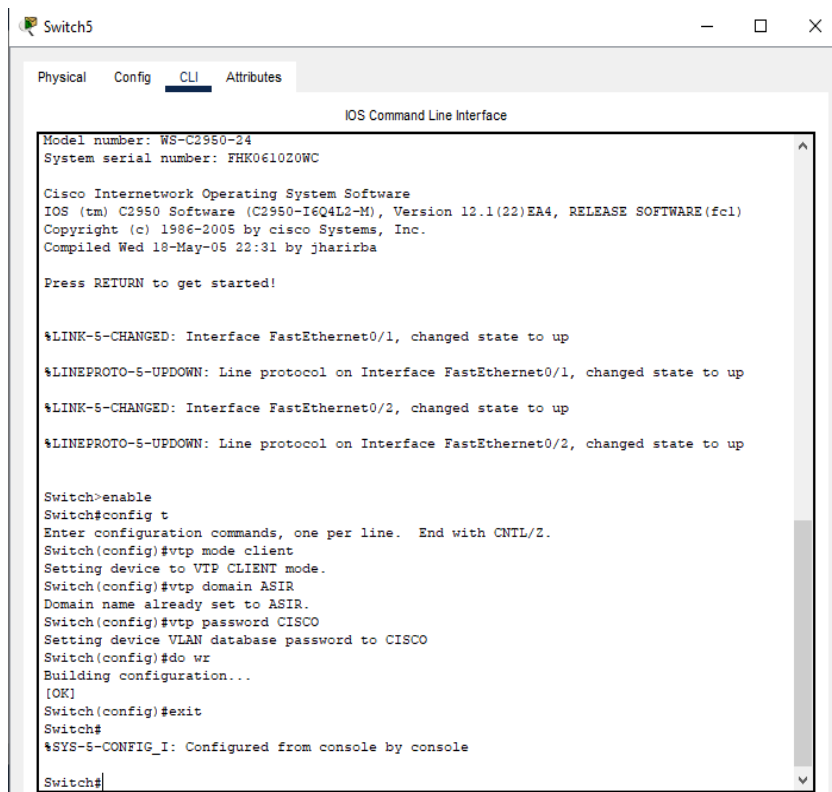 Switch5
Physical Config CLI Attributes
IOS Command Line Interface
Model number: WS-C2950-24
System serial number: FHK0610Z0WC
Cisco Internetwork Operating System Software
IOS (tm) C2950 Software (C2950-I6Q4L2-M), Version 12.1(22)EA4, RELEASE SOFTWARE(fc1)
Copyright (c) 1986-2005 by cisco Systems, Inc.
Compiled Wed 18-May-05 22:31 by jharirba
Press RETURN to get started!
%LINK-5-CHANGED: Interface FastEthernet0/1, changed state to up
%LINEPROTO-5-UPDOWN: Line protocol on Interface FastEthernet0/1, changed state to up
%LINK-5-CHANGED: Interface FastEthernet0/2, changed state to up
%LINEPROTO-5-UPDOWN: Line protocol on Interface FastEthernet0/2, changed state to up
Switch>enable
Switch#config t
Enter configuration commands, one per line.  End with CNTL/Z.
Switch(config)#vtp mode client
Setting device to VTP CLIENT mode.
Switch(config)#vtp domain ASIR
Domain name already set to ASIR.
Switch(config)#vtp password CISCO
Setting device VLAN database password to CISCO
Switch(config)#do wr
Building configuration...
[OK]
Switch(config)#exit
Switch#
%SYS-5-CONFIG_I: Configured from console by console
Switch#